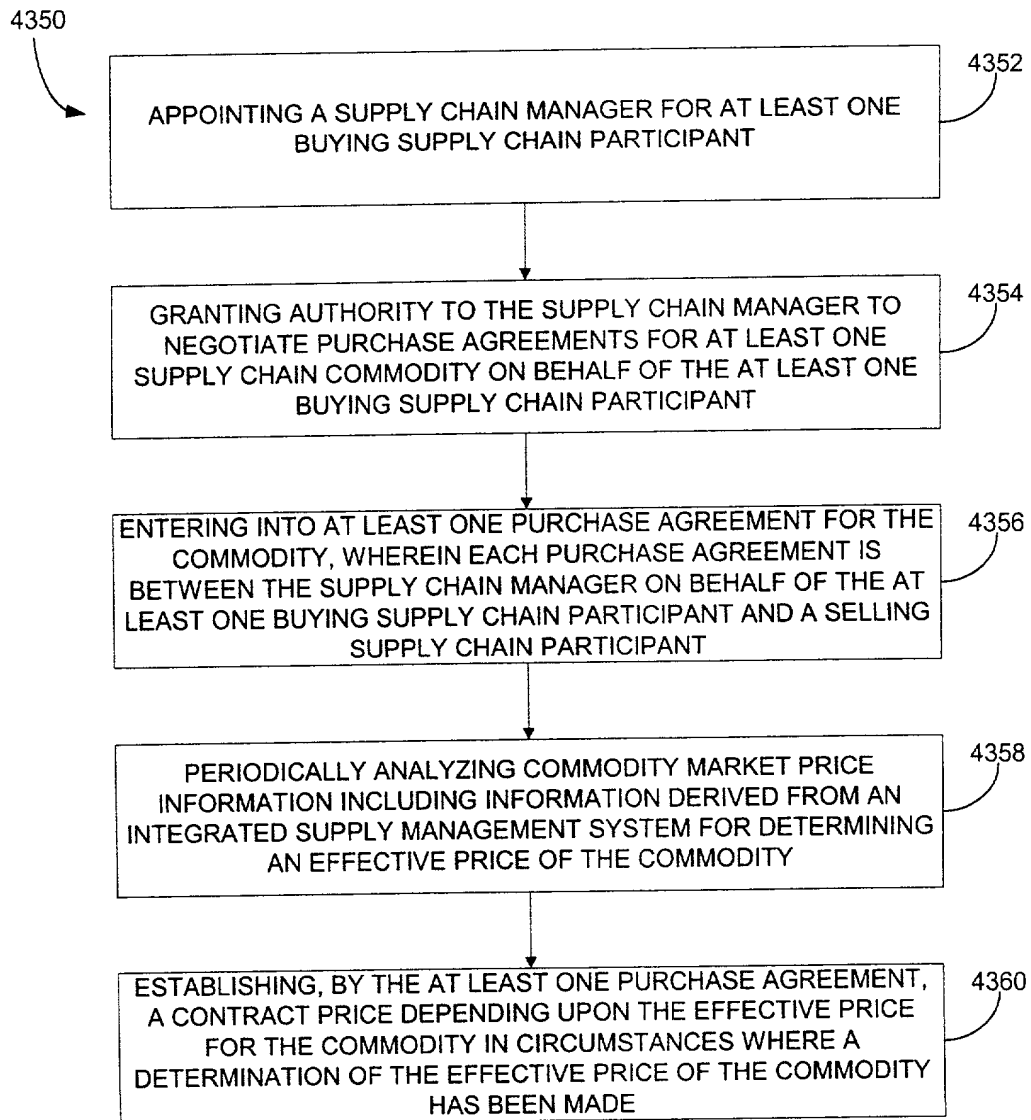 4350
4352
APPOINTING A SUPPLY CHAIN MANAGER FOR AT LEAST ONE
BUYING SUPPLY CHAIN PARTICIPANT
4354
GRANTING AUTHORITY TO THE SUPPLY CHAIN MANAGER TO
NEGOTIATE PURCHASE AGREEMENTS FOR AT LEAST ONE
SUPPLY CHAIN COMMODITY ON BEHALF OF THE AT LEAST ONE
BUYING SUPPLY CHAIN PARTICIPANT
4356
ENTERING INTO AT LEAST ONE PURCHASE AGREEMENT FOR THE
COMMODITY, WHEREIN EACH PURCHASE AGREEMENT IS
BETWEEN THE SUPPLY CHAIN MANAGER ON BEHALF OF THE AT
LEAST ONE BUYING SUPPLY CHAIN PARTICIPANT AND A SELLING
SUPPLY CHAIN PARTICIPANT
4358
PERIODICALLY ANALYZING COMMODITY MARKET PRICE
INFORMATION INCLUDING INFORMATION DERIVED FROM AN
INTEGRATED SUPPLY MANAGEMENT SYSTEM FOR DETERMINING
AN EFFECTIVE PRICE OF THE COMMODITY
4360
ESTABLISHING, BY THE AT LEAST ONE PURCHASE AGREEMENT,
A CONTRACT PRICE DEPENDING UPON THE EFFECTIVE PRICE
FOR THE COMMODITY IN CIRCUMSTANCES WHERE A
DETERMINATION OF THE EFFECTIVE PRICE OF THE COMMODITY
HAS BEEN MADE